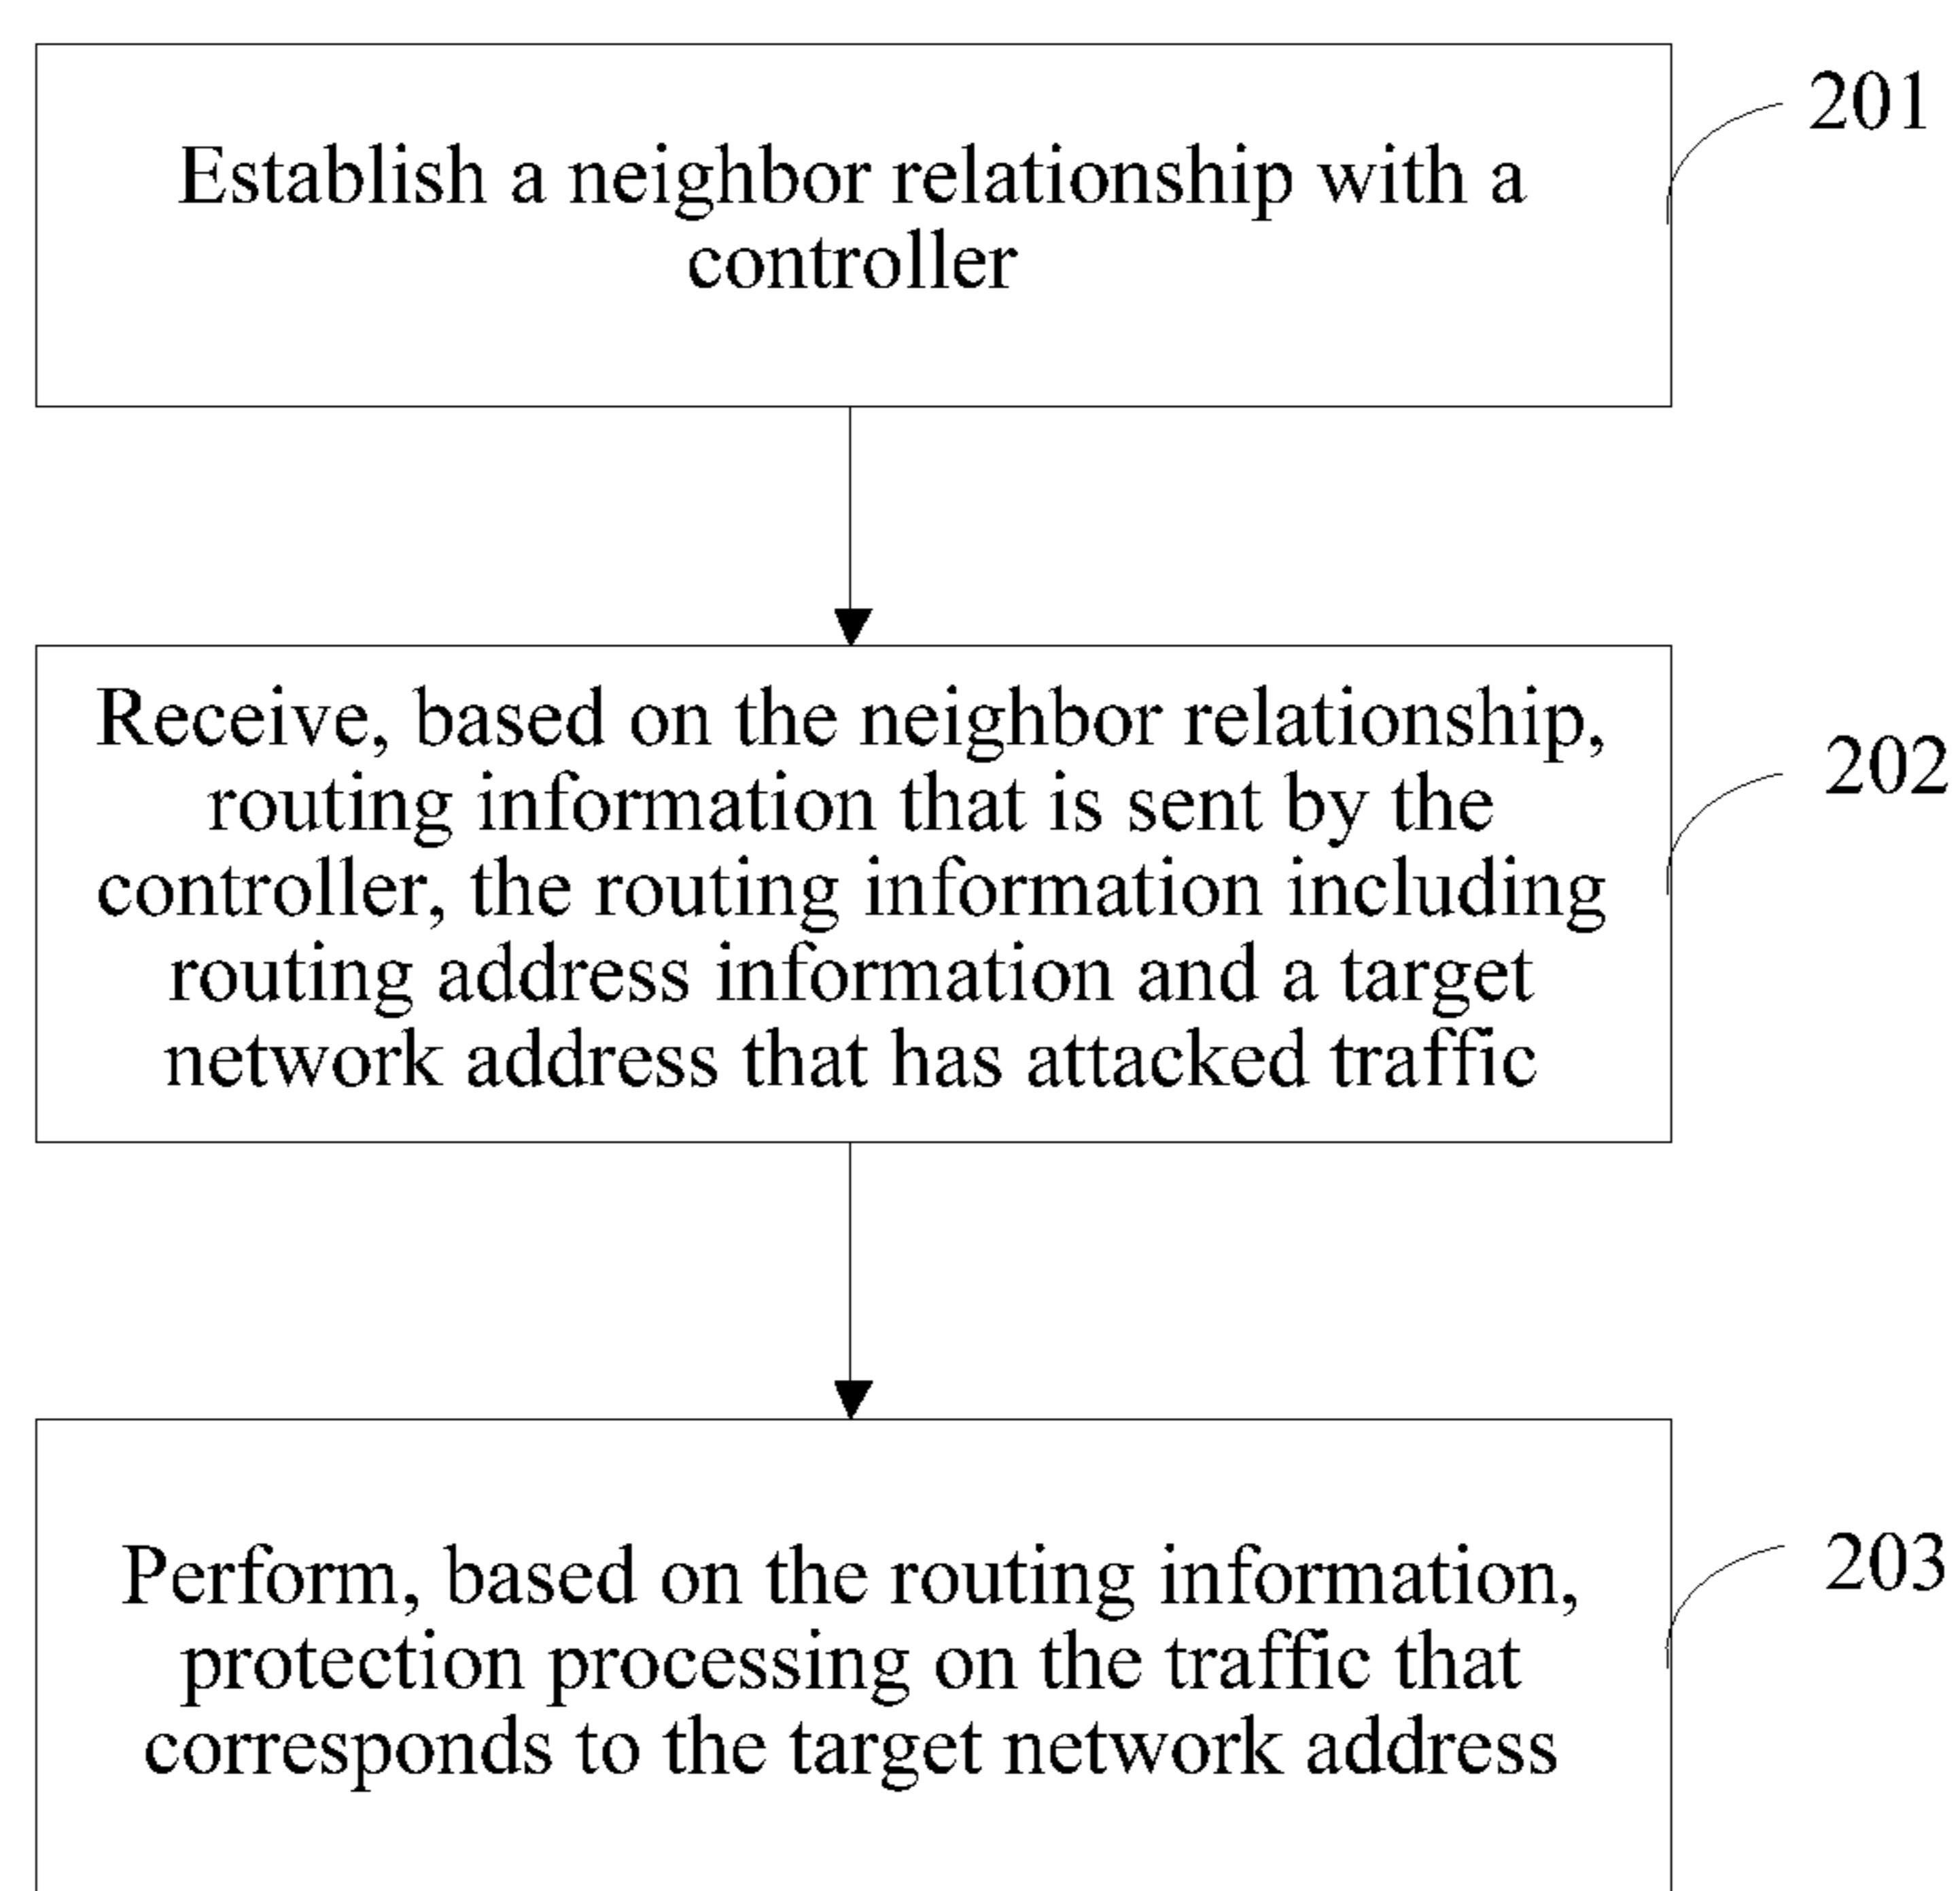 201
Establish a neighbor relationship with a
controller
Receive, based on the neighbor relationship,
routing information that is sent by the
controller, the routing information including
routing address information and a target
network address that has attacked traffic
202
Perform, based on the routing information,
protection processing on the traffic that
corresponds to the target network address
203